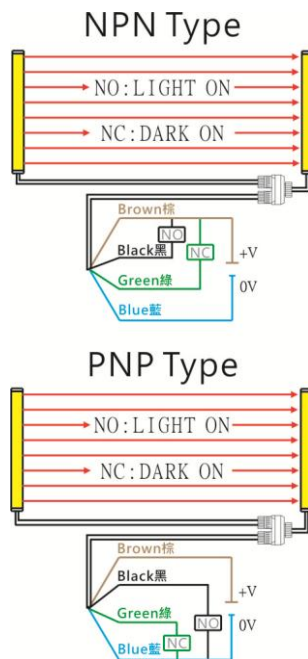 NPN Type
NO:LIGHT ON
NC:DARK ON
Brown棕
NO
Black黑
NC
+V
Green綠
0V
Blue藍
PNP Type
NO:LIGHT ON
NC:DARK ON
Brown棕
Black黑
+V
Green綠
0V
NO
Blue藍
NC